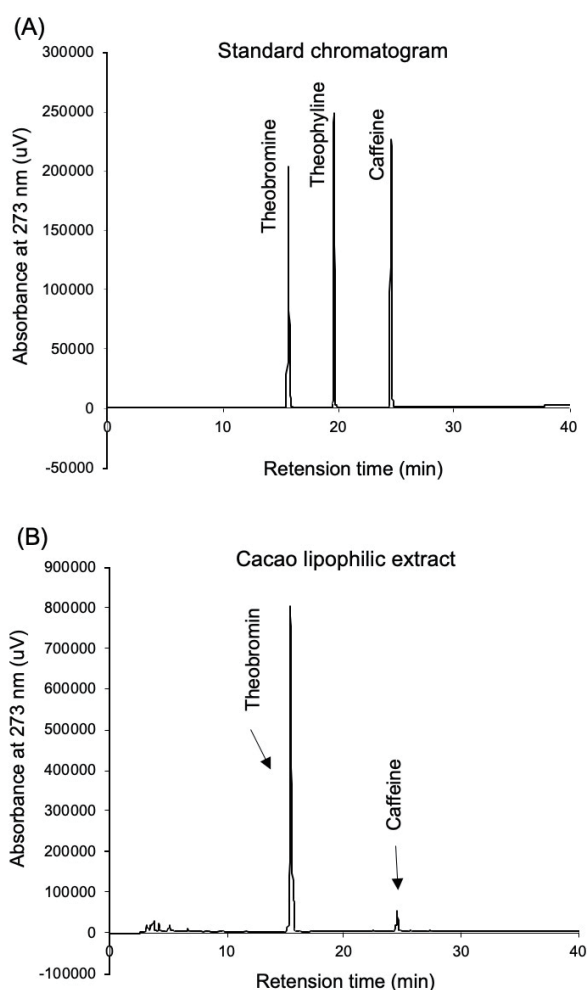 (A)
Standard chromatogram
Absorbance at 273 nm (uV)
300000
250000
200000
150000
100000
50000
0
-50000
Theobromine
Theophyline
Caffeine
0 10 20 30 40
Retension time (min)
(B)
Cacao lipophilic extract
Absorbance at 273 nm (uV)
900000
800000
700000
600000
500000
400000
300000
200000
100000
0
-100000
Theobromin
Caffeine
0 10 20 30 40
Retension time (min)